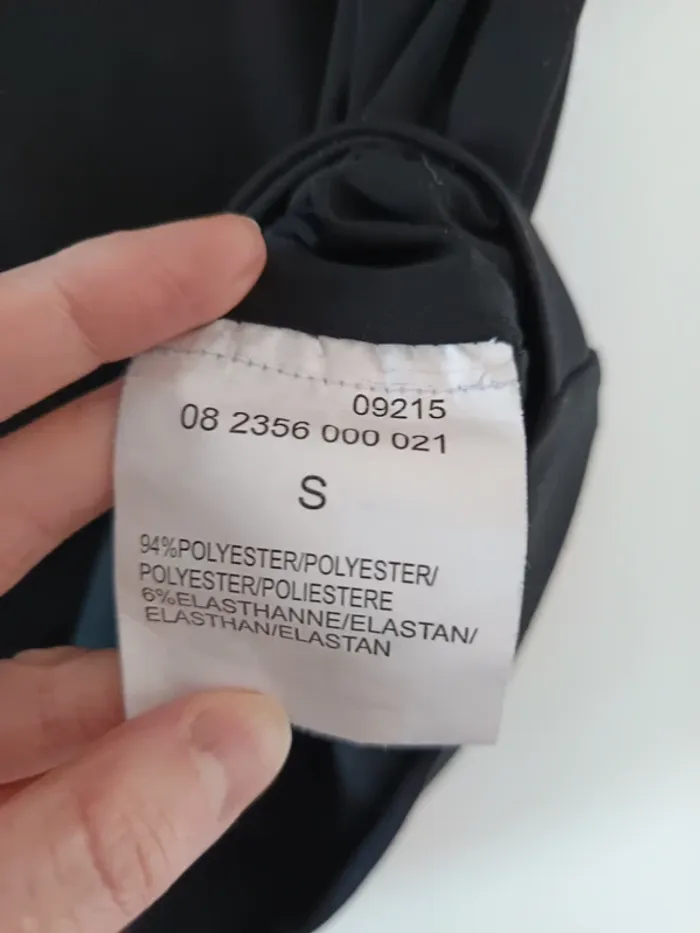 09215
08 2356 000 021
S
94%POLYESTER/POLYESTER/
POLYESTER/POLIESTERE
6%ELASTHANNE/ELASTAN/
ELASTHAN/ELASTAN